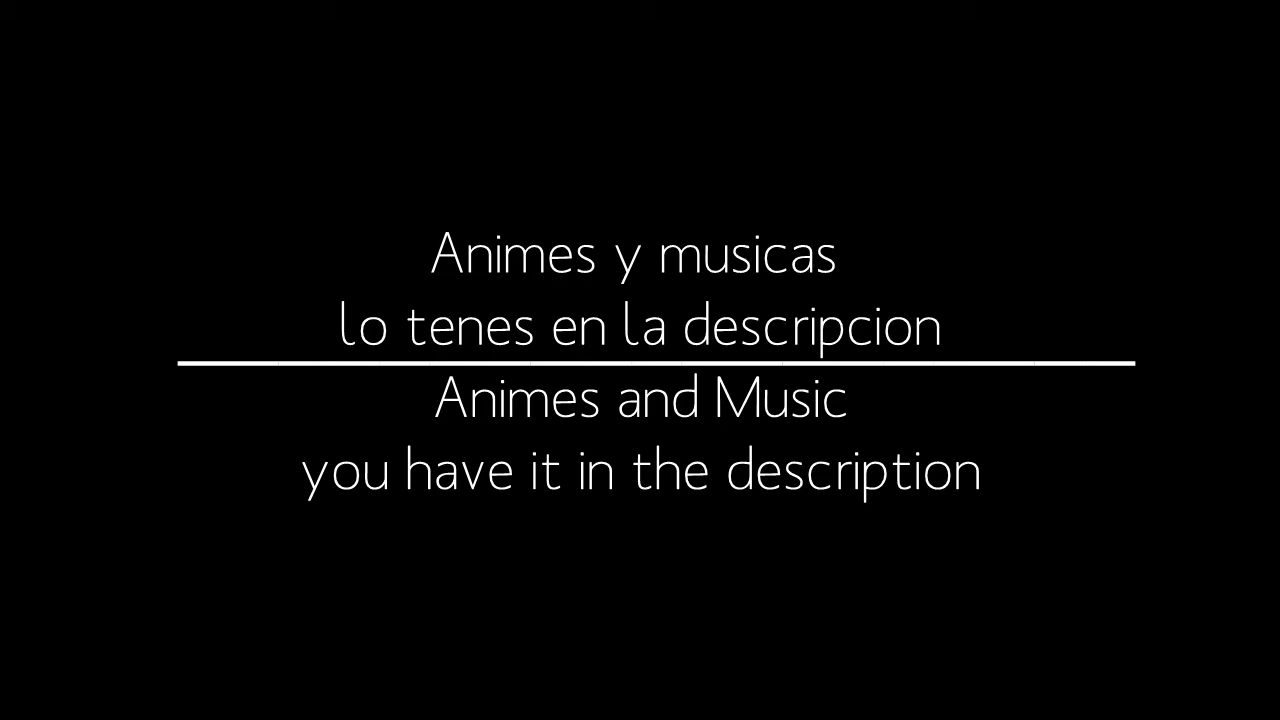 Animes y musicas
lo tenes en la descripcion
Animes and Music
you have it in the description